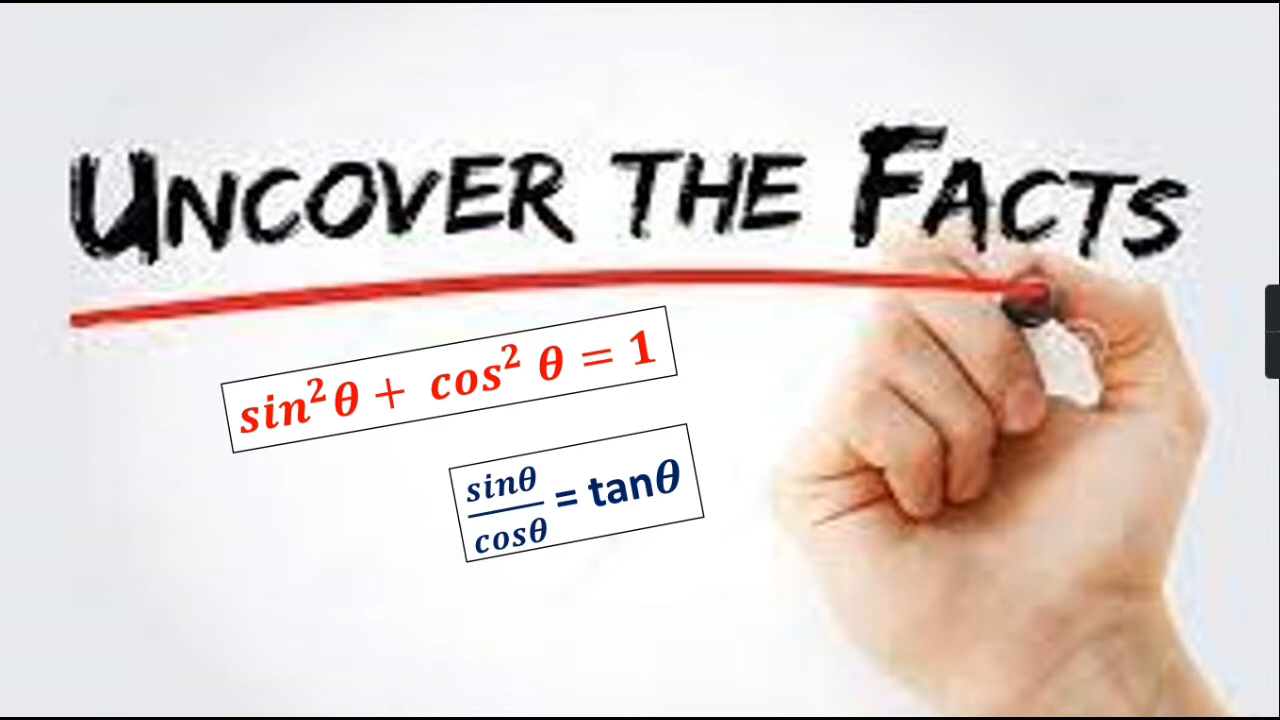 UNCOVER THE FACTS
sin²θ + cos² θ = 1
sinθ/cosθ = tanθ